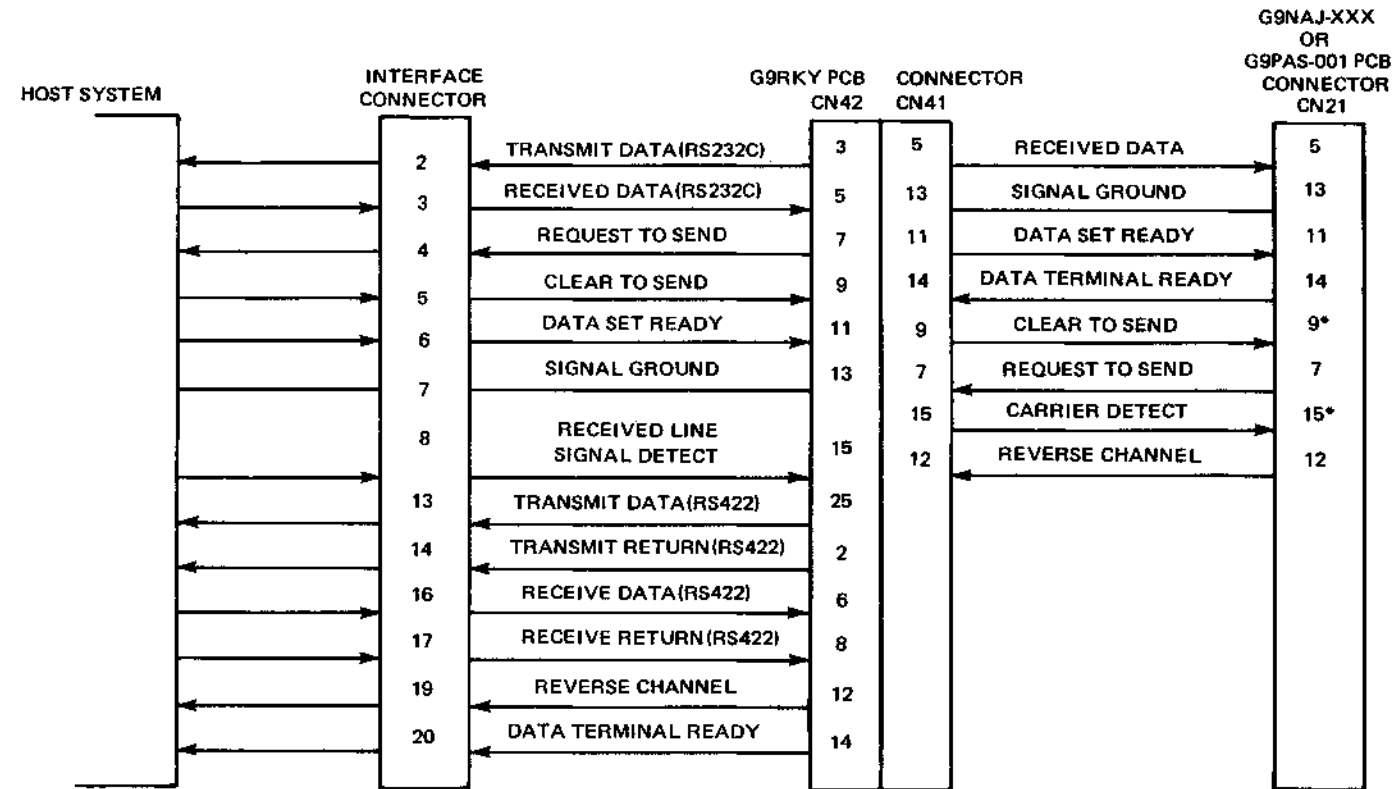 G9NAJ-XXX
OR
G9PAS-001 PCB
CONNECTOR
CN21
HOST SYSTEM
INTERFACE
CONNECTOR
G9RKY PCB
CN42
CONNECTOR
CN41
2 TRANSMIT DATA(RS232C) 3 5 RECEIVED DATA 5
3 RECEIVED DATA(RS232C) 5 13 SIGNAL GROUND 13
4 REQUEST TO SEND 7 11 DATA SET READY 11
5 CLEAR TO SEND 9 14 DATA TERMINAL READY 14
6 DATA SET READY 11 9 CLEAR TO SEND 9*
7 SIGNAL GROUND 13 7 REQUEST TO SEND 7
15 CARRIER DETECT 15*
8 RECEIVED LINE
SIGNAL DETECT 15 12 REVERSE CHANNEL 12
13 TRANSMIT DATA(RS422) 25
14 TRANSMIT RETURN(RS422) 2
16 RECEIVE DATA(RS422) 6
17 RECEIVE RETURN(RS422) 8
19 REVERSE CHANNEL 12
20 DATA TERMINAL READY 14